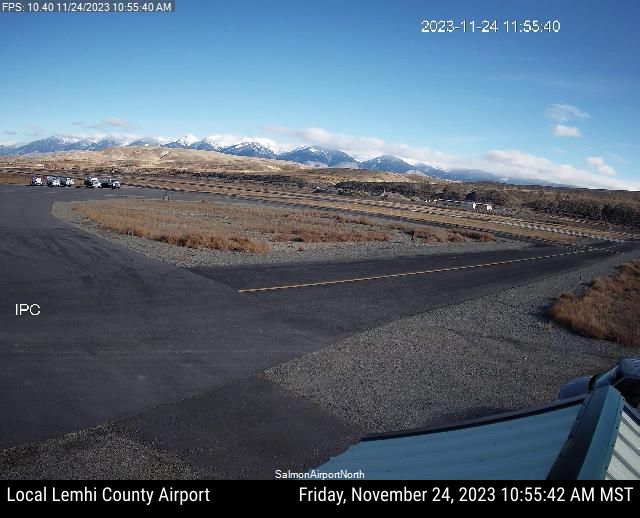 FPS: 10.40 11/24/2023 10:55:40 AM
2023-11-24 11:55:40
IPC
SalmonAirportNorth
Local Lemhi County Airport
Friday, November 24, 2023 10:55:42 AM MST